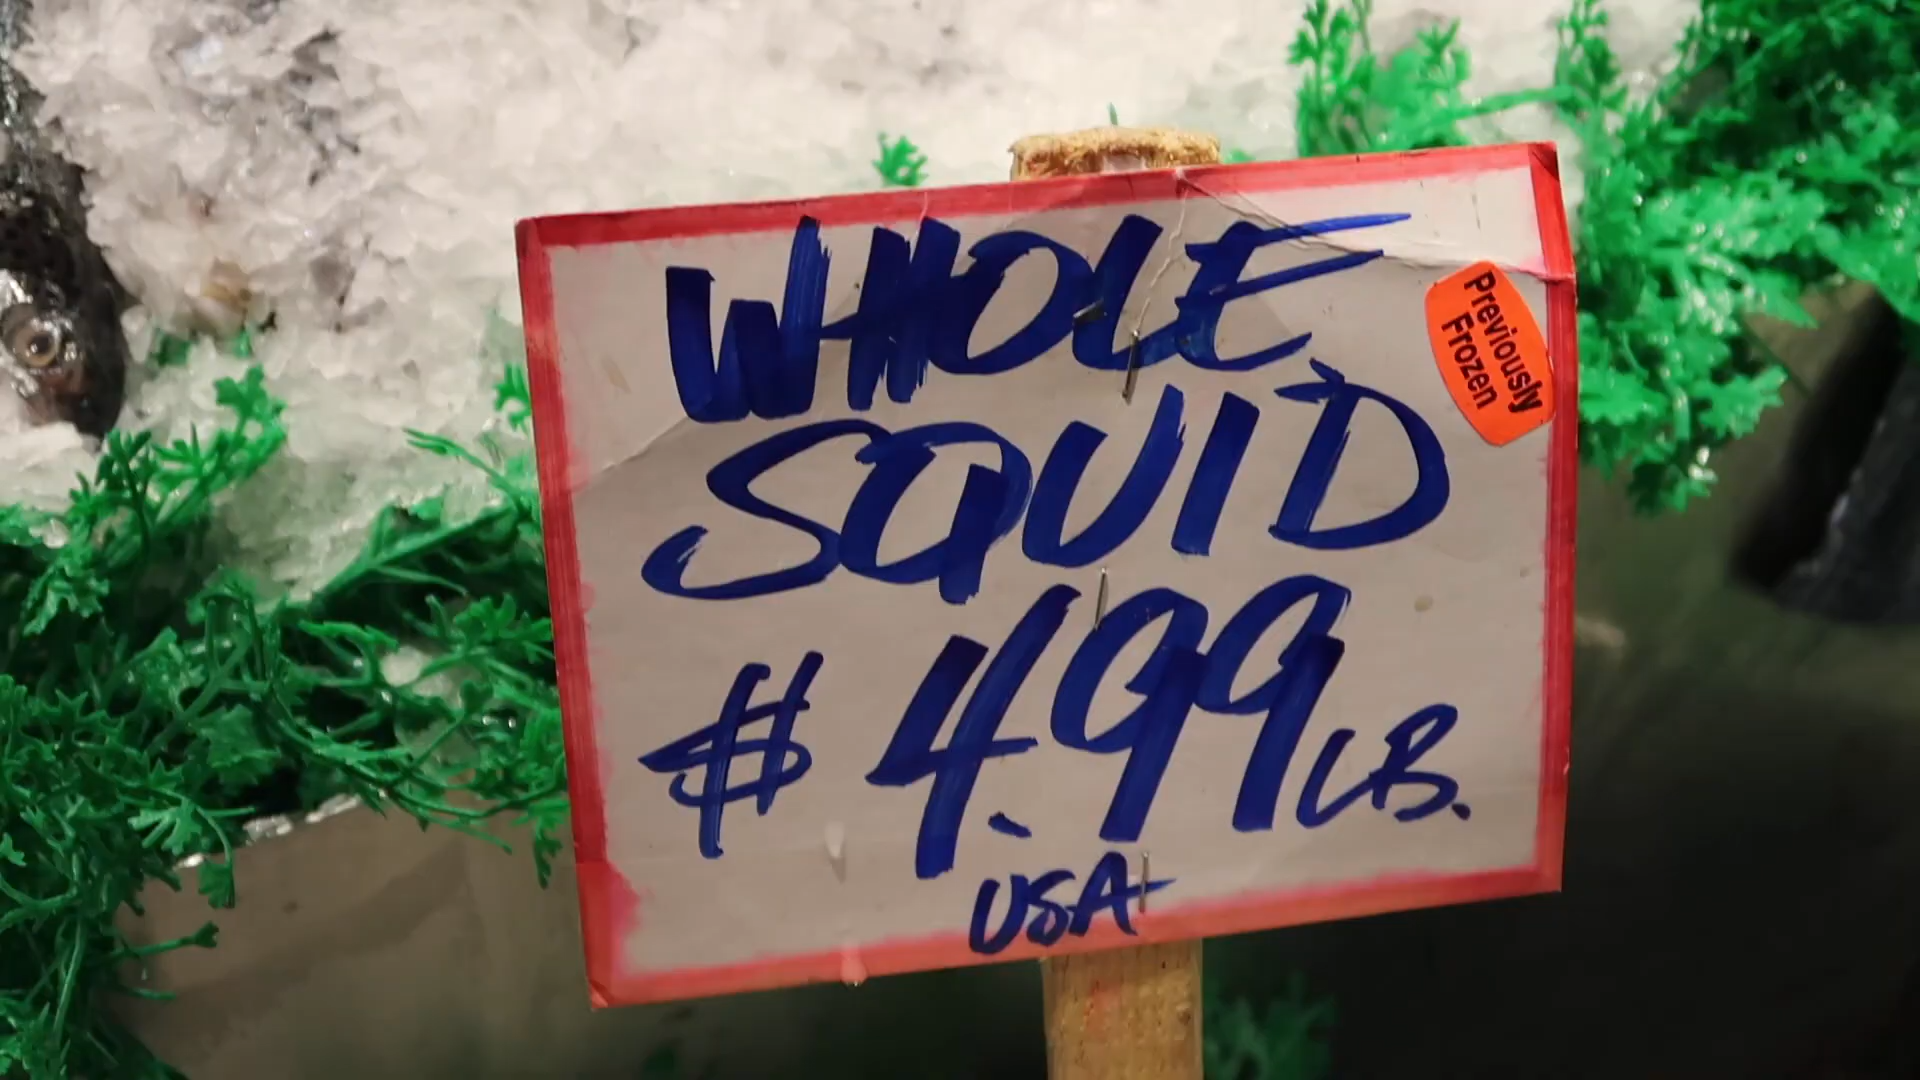 WHOLE
SQUID
$4.99 LB.
USA
Previously
Frozen